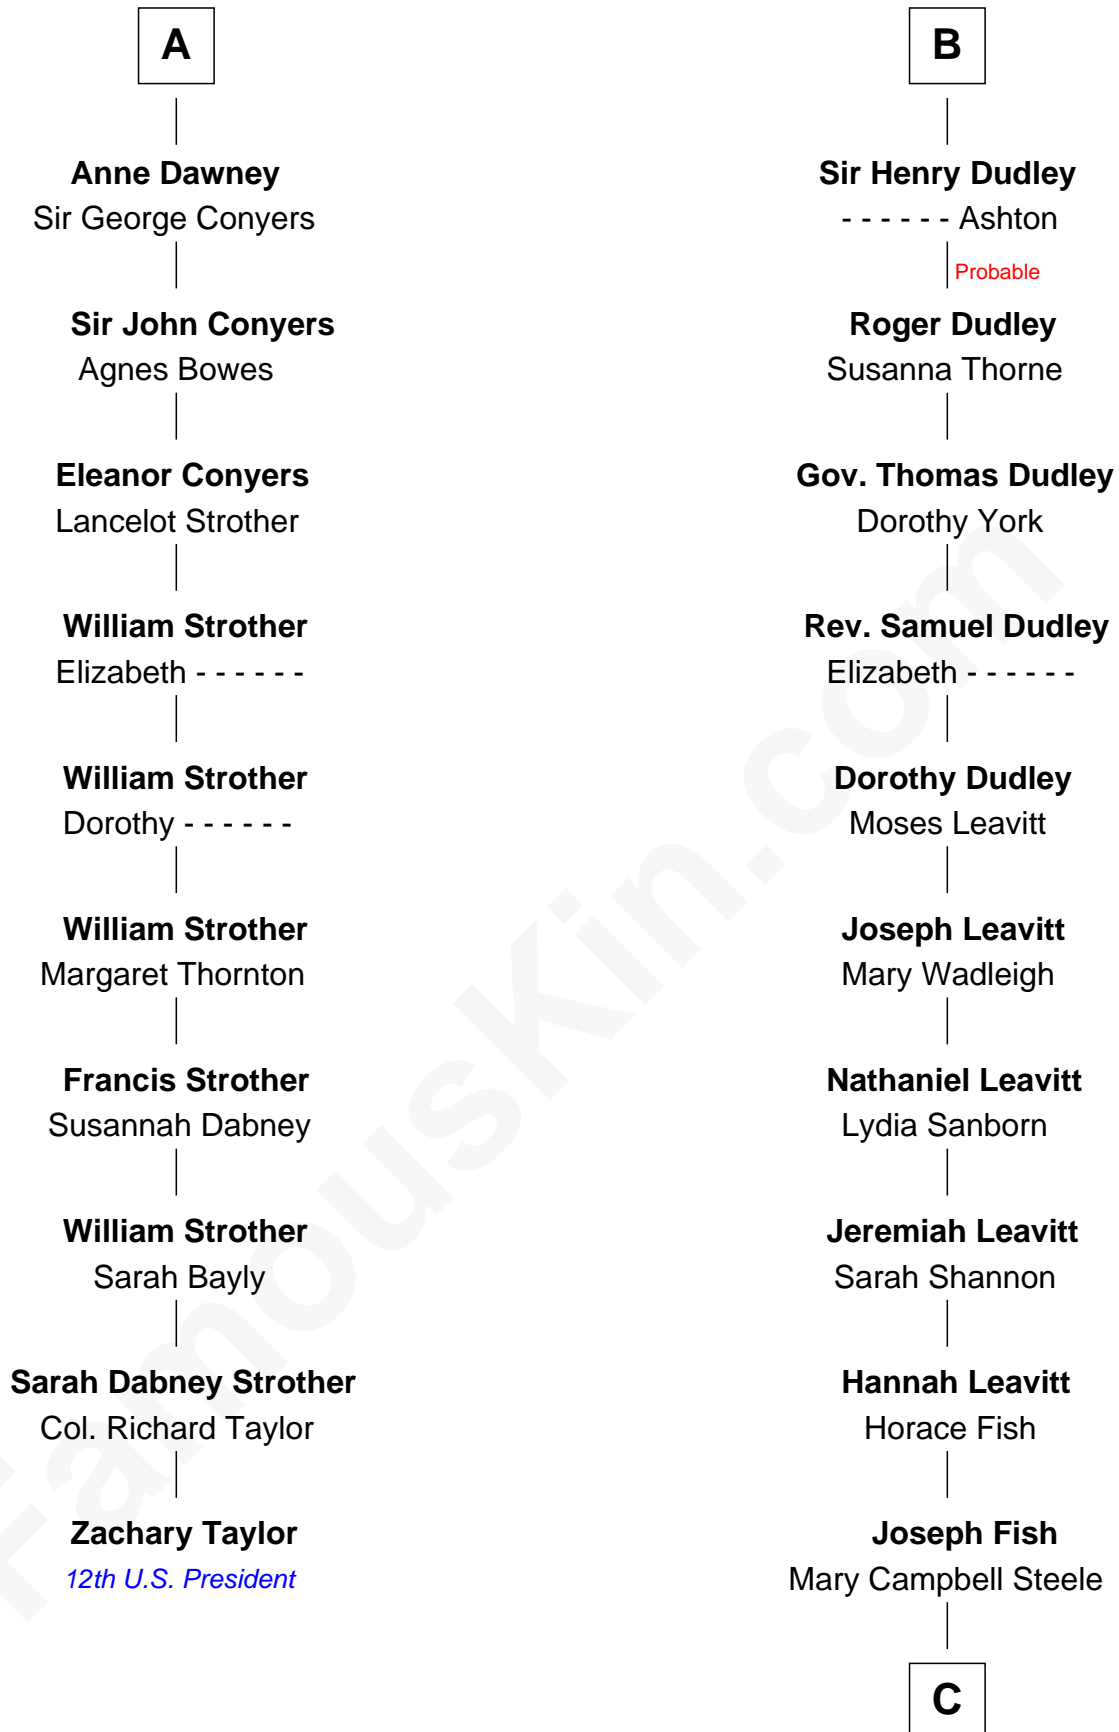 A
Anne Dawney
Sir George Conyers
Sir John Conyers
Agnes Bowes
Eleanor Conyers
Lancelot Strother
William Strother
Elizabeth - - - - - -
William Strother
Dorothy - - - - - -
William Strother
Margaret Thornton
Francis Strother
Susannah Dabney
William Strother
Sarah Bayly
Sarah Dabney Strother
Col. Richard Taylor
Zachary Taylor
12th U.S. President
B
Sir Henry Dudley
- - - - - - Ashton
Probable
Roger Dudley
Susanna Thorne
Gov. Thomas Dudley
Dorothy York
Rev. Samuel Dudley
Elizabeth - - - - - -
Dorothy Dudley
Moses Leavitt
Joseph Leavitt
Mary Wadleigh
Nathaniel Leavitt
Lydia Sanborn
Jeremiah Leavitt
Sarah Shannon
Hannah Leavitt
Horace Fish
Joseph Fish
Mary Campbell Steele
C
FamousKin.com